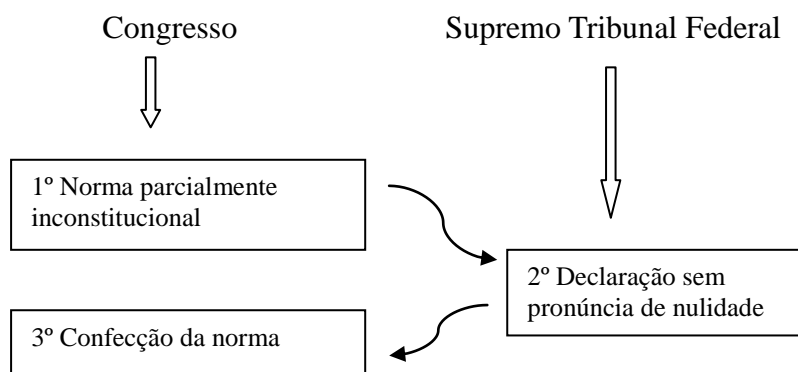 Congresso
Supremo Tribunal Federal
1º Norma parcialmente
inconstitucional
2º Declaração sem
pronúncia de nulidade
3º Confecção da norma